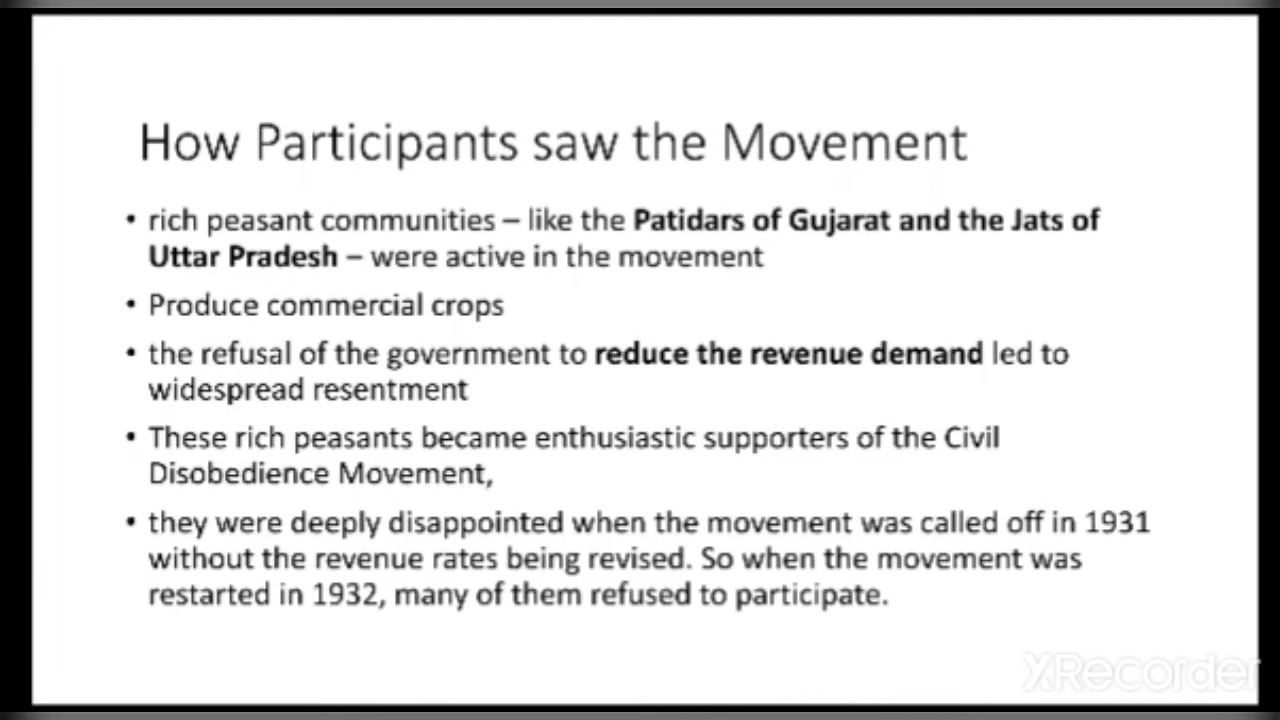 How Participants saw the Movement
• rich peasant communities – like the Patidars of Gujarat and the Jats of
Uttar Pradesh – were active in the movement
• Produce commercial crops
• the refusal of the government to reduce the revenue demand led to
widespread resentment
• These rich peasants became enthusiastic supporters of the Civil
Disobedience Movement,
• they were deeply disappointed when the movement was called off in 1931
without the revenue rates being revised. So when the movement was
restarted in 1932, many of them refused to participate.
XRecorder